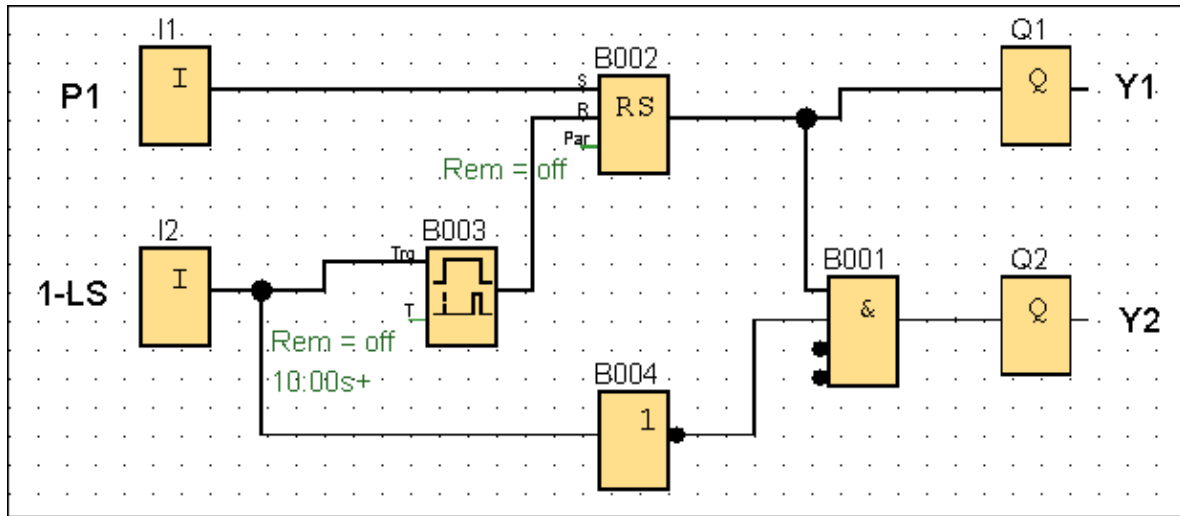 I1
Q1
B002
P1
I
S
R
Par
RS
Q
Y1
Rem = off
I2
B003
B001
Q2
1-LS
I
Trg
T
&
Q
Y2
Rem = off
10:00s+
B004
1